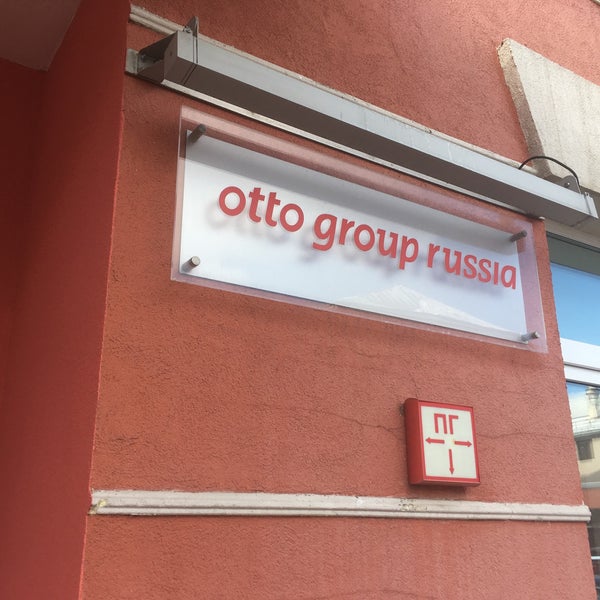 otto group russia
ПГ